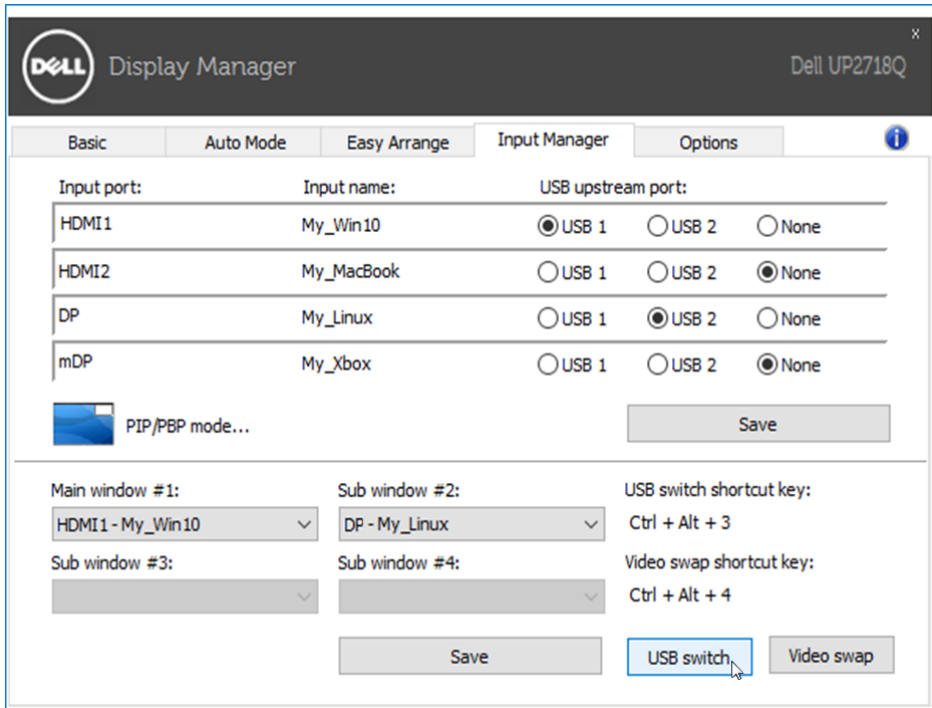 x
DELL Display Manager Dell UP2718Q
Basic Auto Mode Easy Arrange Input Manager Options i
Input port: Input name: USB upstream port:
HDMI1 My_Win10 USB 1 USB 2 None
HDMI2 My_MacBook USB 1 USB 2 None
DP My_Linux USB 1 USB 2 None
mDP My_Xbox USB 1 USB 2 None
PIP/PBP mode... Save
Main window #1: Sub window #2: USB switch shortcut key:
HDMI1 - My_Win10 DP - My_Linux Ctrl + Alt + 3
Sub window #3: Sub window #4: Video swap shortcut key:
Ctrl + Alt + 4
Save USB switch Video swap